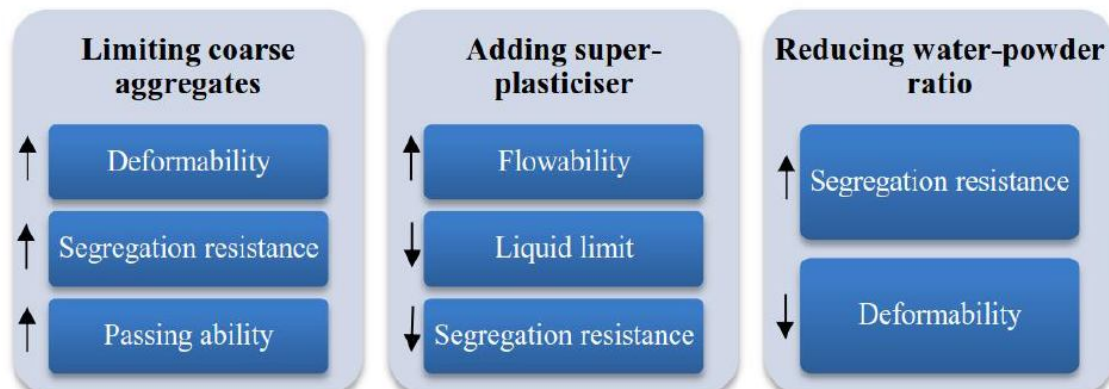 Limiting coarse
aggregates
Deformability
Segregation resistance
Passing ability
Adding super-
plasticiser
Flowability
Liquid limit
Segregation resistance
Reducing water-powder
ratio
Segregation resistance
Deformability